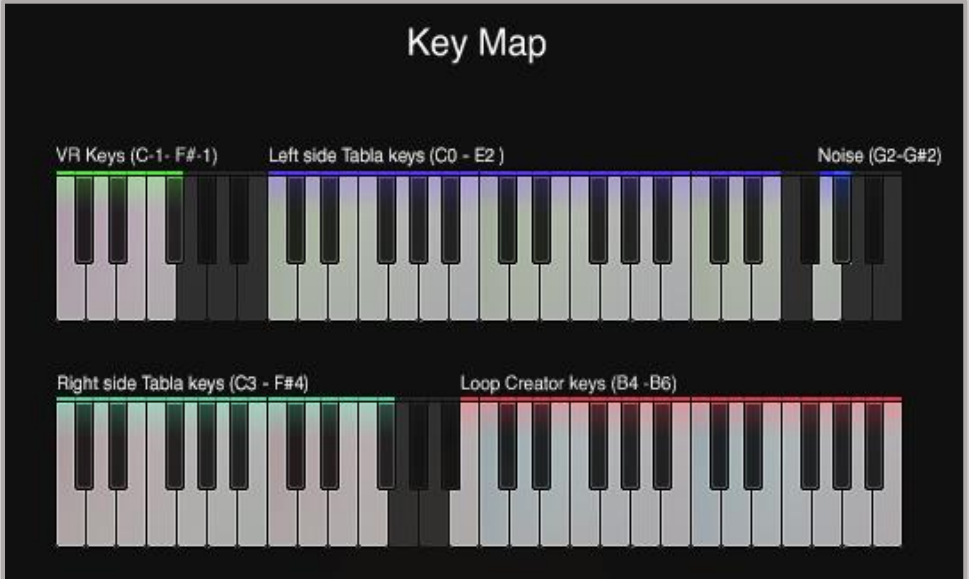 Key Map
VR Keys (C-1- F#-1)
Left side Tabla keys (C0 - E2 )
Noise (G2-G#2)
Right side Tabla keys (C3 - F#4)
Loop Creator keys (B4 -B6)